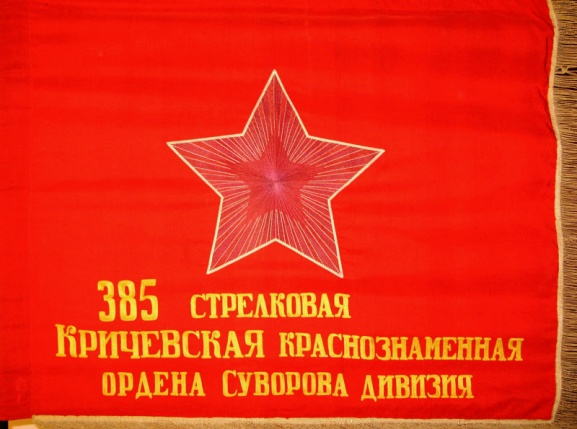 385 СТРЕЛКОВАЯ
КРИЧЕВСКАЯ КРАСНОЗНАМЕННАЯ
ОРДЕНА СУВОРОВА ДИВИЗИЯ